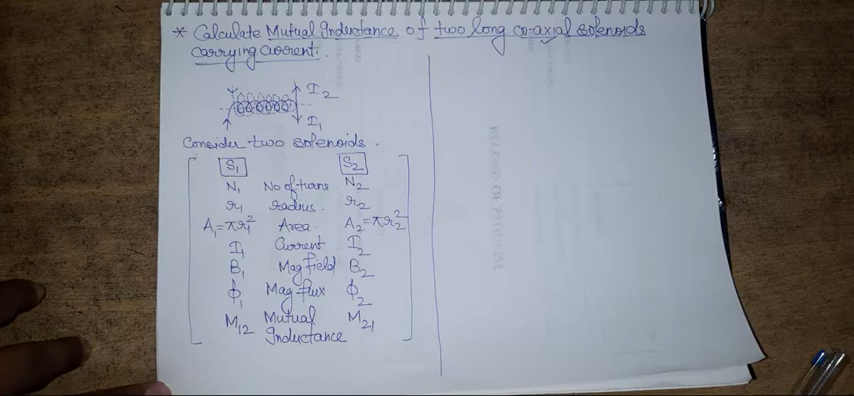 * Calculate Mutual Inductance of two long co-axial solenoids
carrying current.
I2
I1
Consider two solenoids.
S1 S2
N1 No of turns N2
r1 radius. r2
A1=πr1² Area. A2=πr2²
I1 Current I2
B1 Mag field B2
ϕ1 Mag flux ϕ2
M12 Mutual M21
Inductance